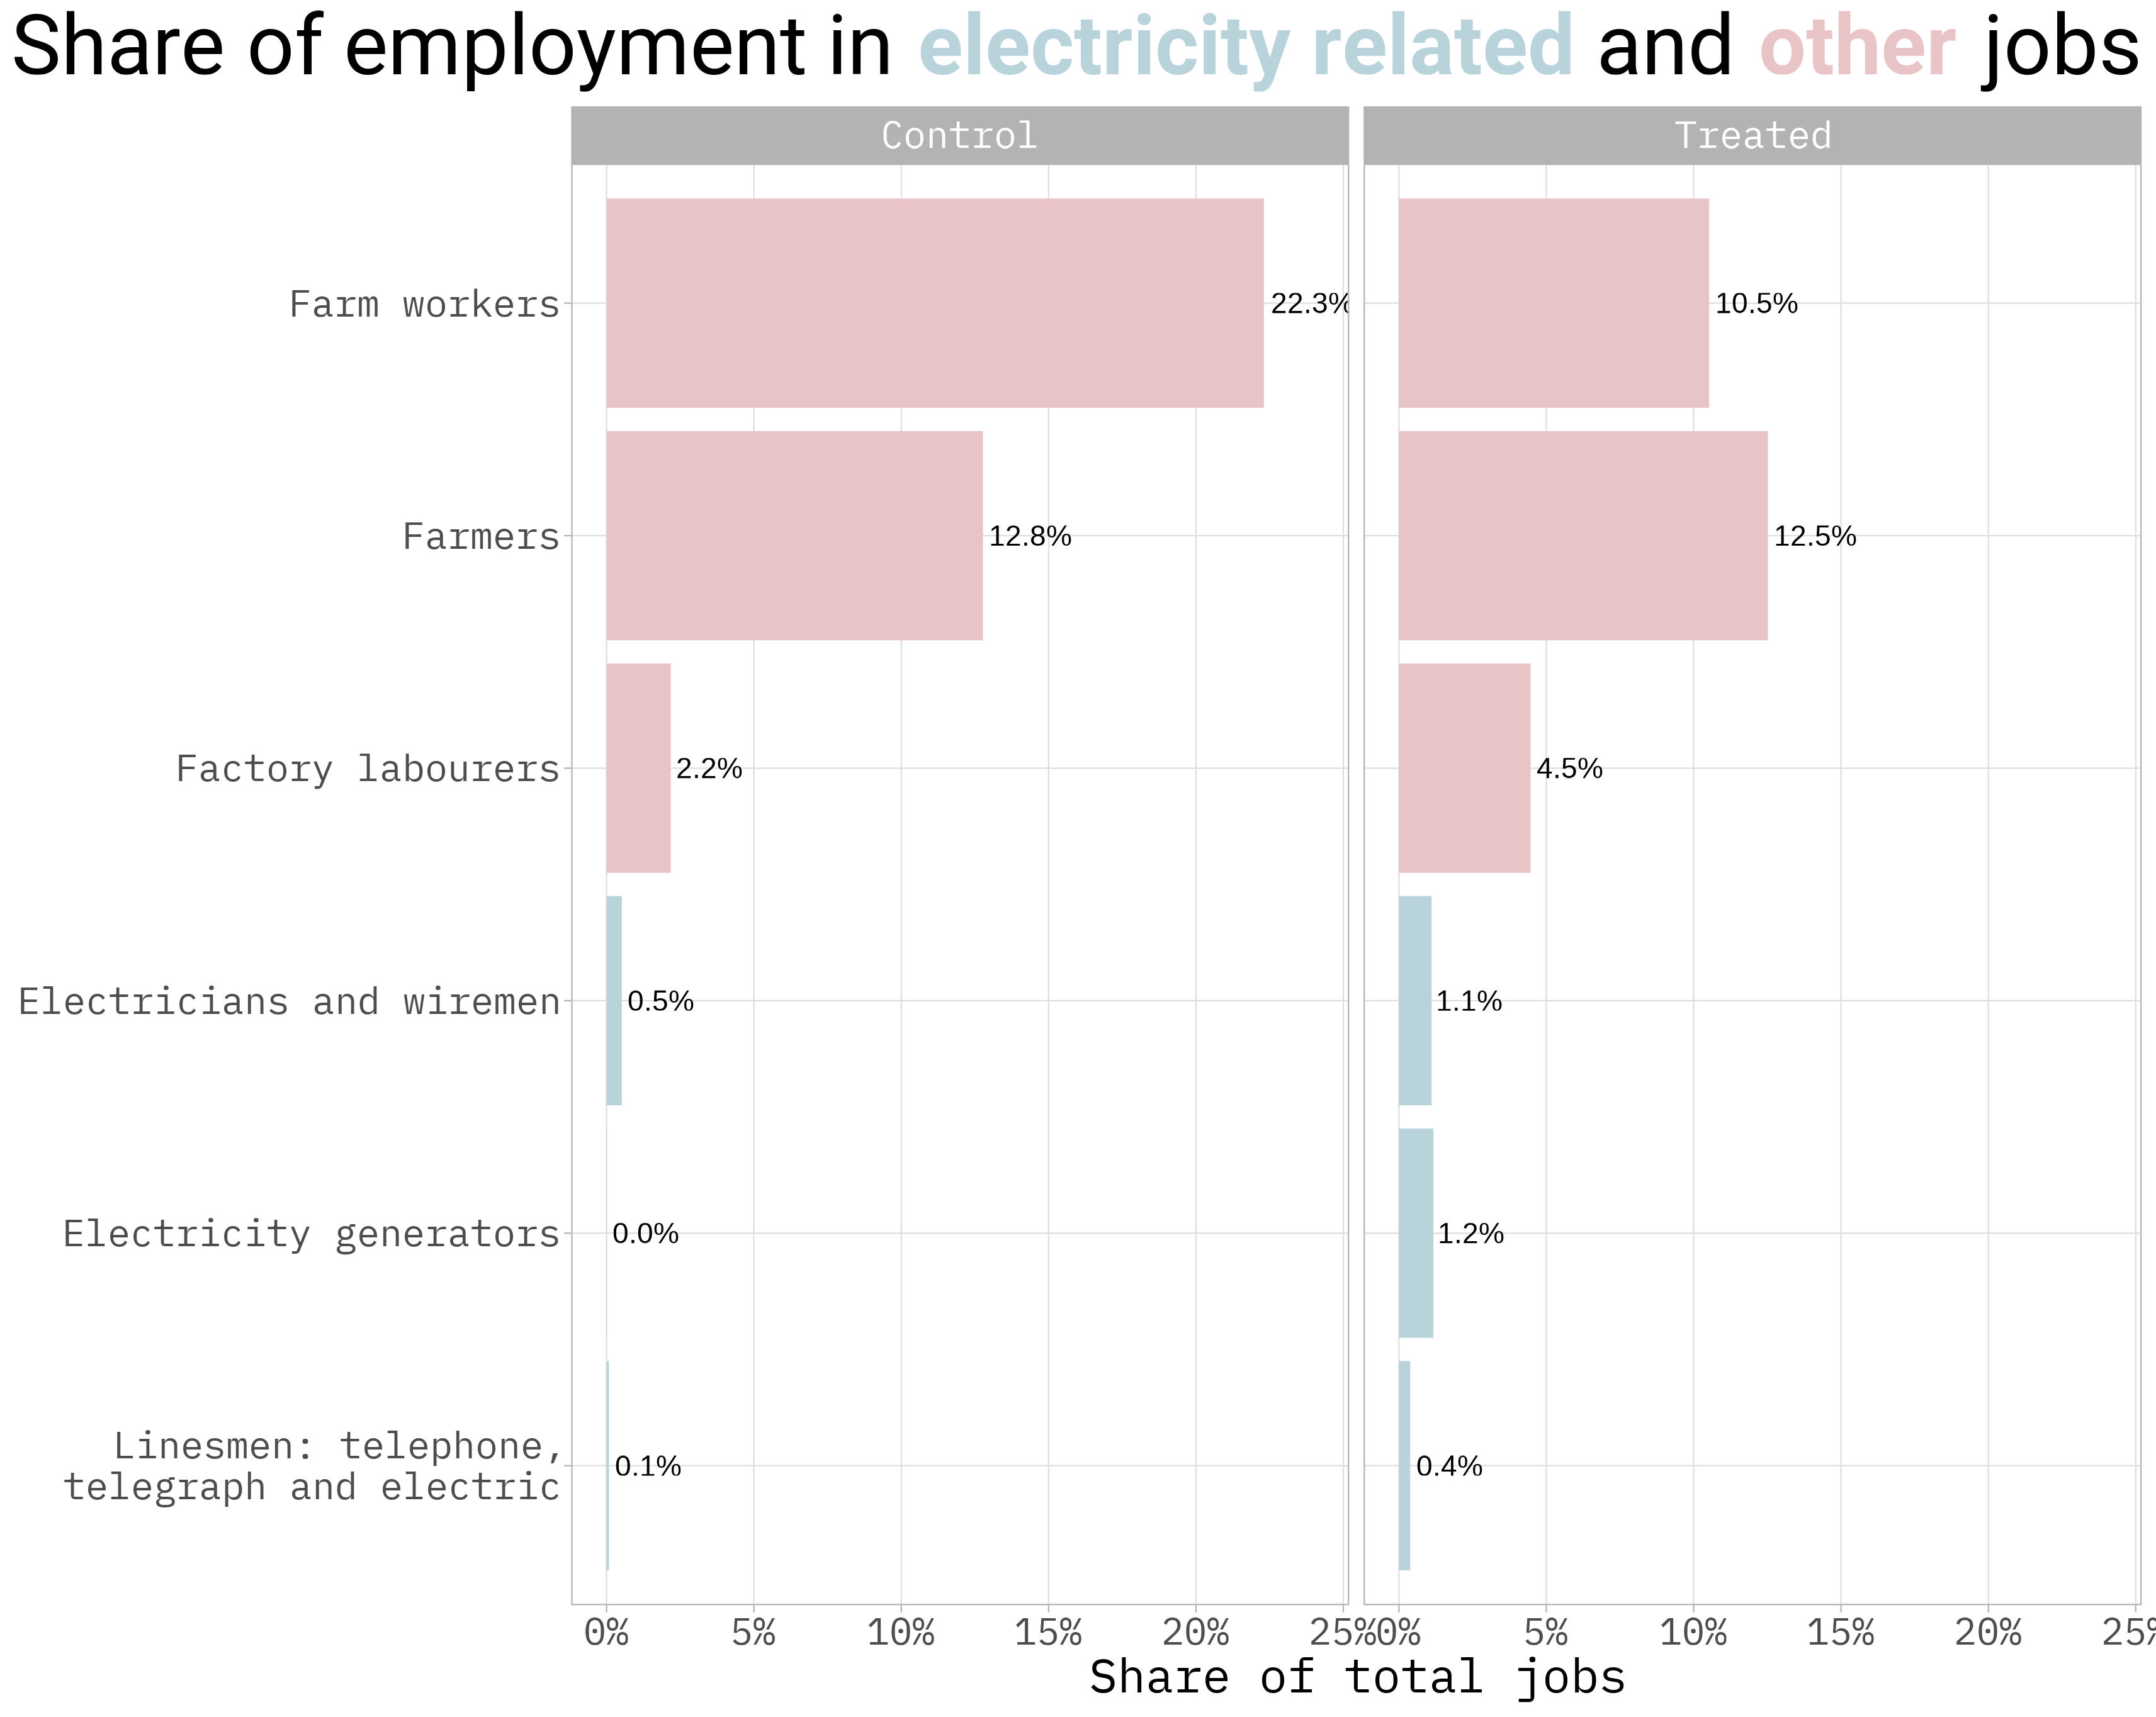 Share of employment in electricity related and other jobs
Control
Treated
Farm workers
22.3%
10.5%
Farmers
12.8%
12.5%
Factory labourers
2.2%
4.5%
Electricians and wiremen
0.5%
1.1%
Electricity generators
0.0%
1.2%
Linesmen: telephone,
telegraph and electric
0.1%
0.4%
0% 5% 10% 15% 20% 25%
0% 5% 10% 15% 20% 25%
Share of total jobs